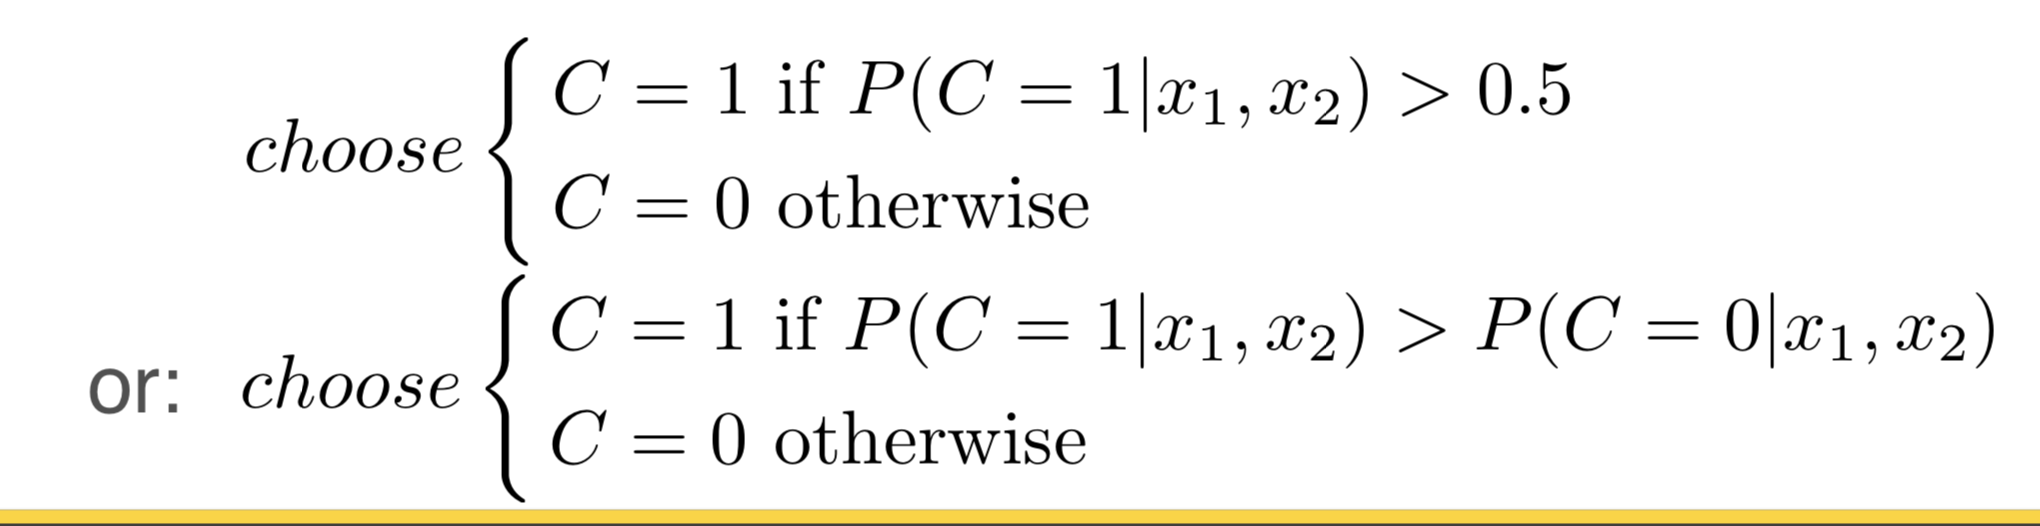 choose { C = 1 if P(C = 1|x₁, x₂) > 0.5
C = 0 otherwise
or: choose { C = 1 if P(C = 1|x₁, x₂) > P(C = 0|x₁, x₂)
C = 0 otherwise